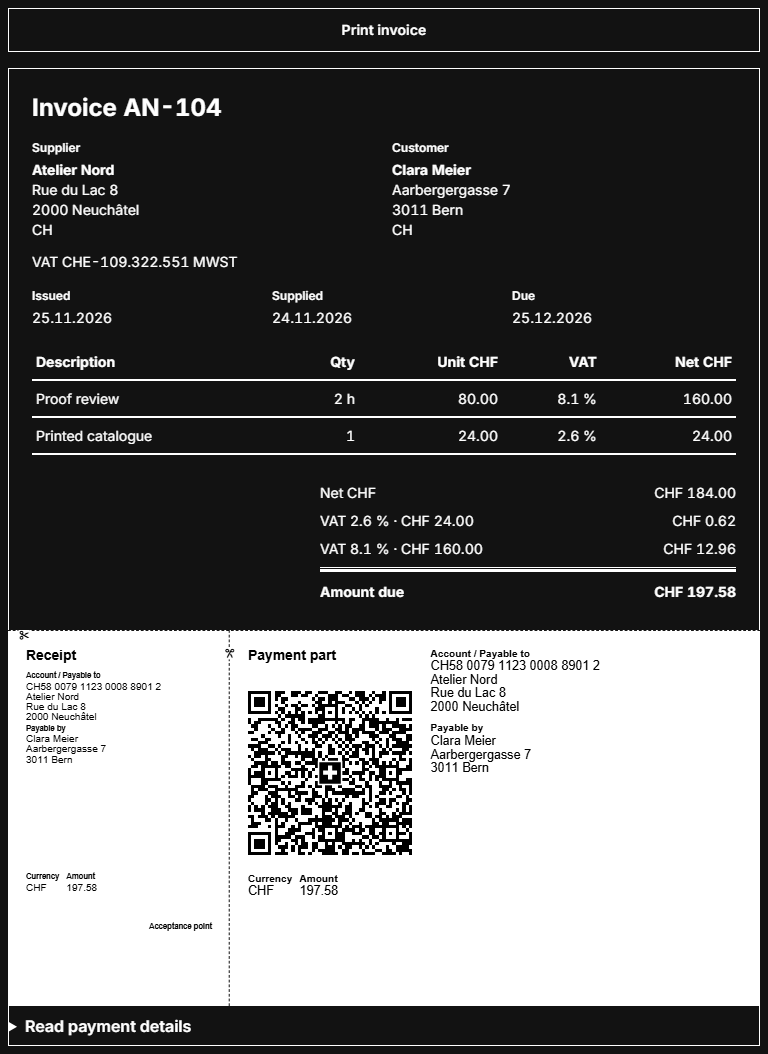 Print invoice
Invoice AN-104
Supplier
Atelier Nord
Rue du Lac 8
2000 Neuchâtel
CH
VAT CHE-109.322.551 MWST
Customer
Clara Meier
Aarbergergasse 7
3011 Bern
CH
Issued
25.11.2026
Supplied
24.11.2026
Due
25.12.2026
Description Qty Unit CHF VAT Net CHF
Proof review 2 h 80.00 8.1 % 160.00
Printed catalogue 1 24.00 2.6 % 24.00
Net CHF CHF 184.00
VAT 2.6 % · CHF 24.00 CHF 0.62
VAT 8.1 % · CHF 160.00 CHF 12.96
Amount due CHF 197.58
Receipt
Account / Payable to
CH58 0079 1123 0008 8901 2
Atelier Nord
Rue du Lac 8
2000 Neuchâtel
Payable by
Clara Meier
Aarbergergasse 7
3011 Bern
Currency Amount
CHF 197.58
Acceptance point
Payment part
Currency Amount
CHF 197.58
Account / Payable to
CH58 0079 1123 0008 8901 2
Atelier Nord
Rue du Lac 8
2000 Neuchâtel
Payable by
Clara Meier
Aarbergergasse 7
3011 Bern
Read payment details